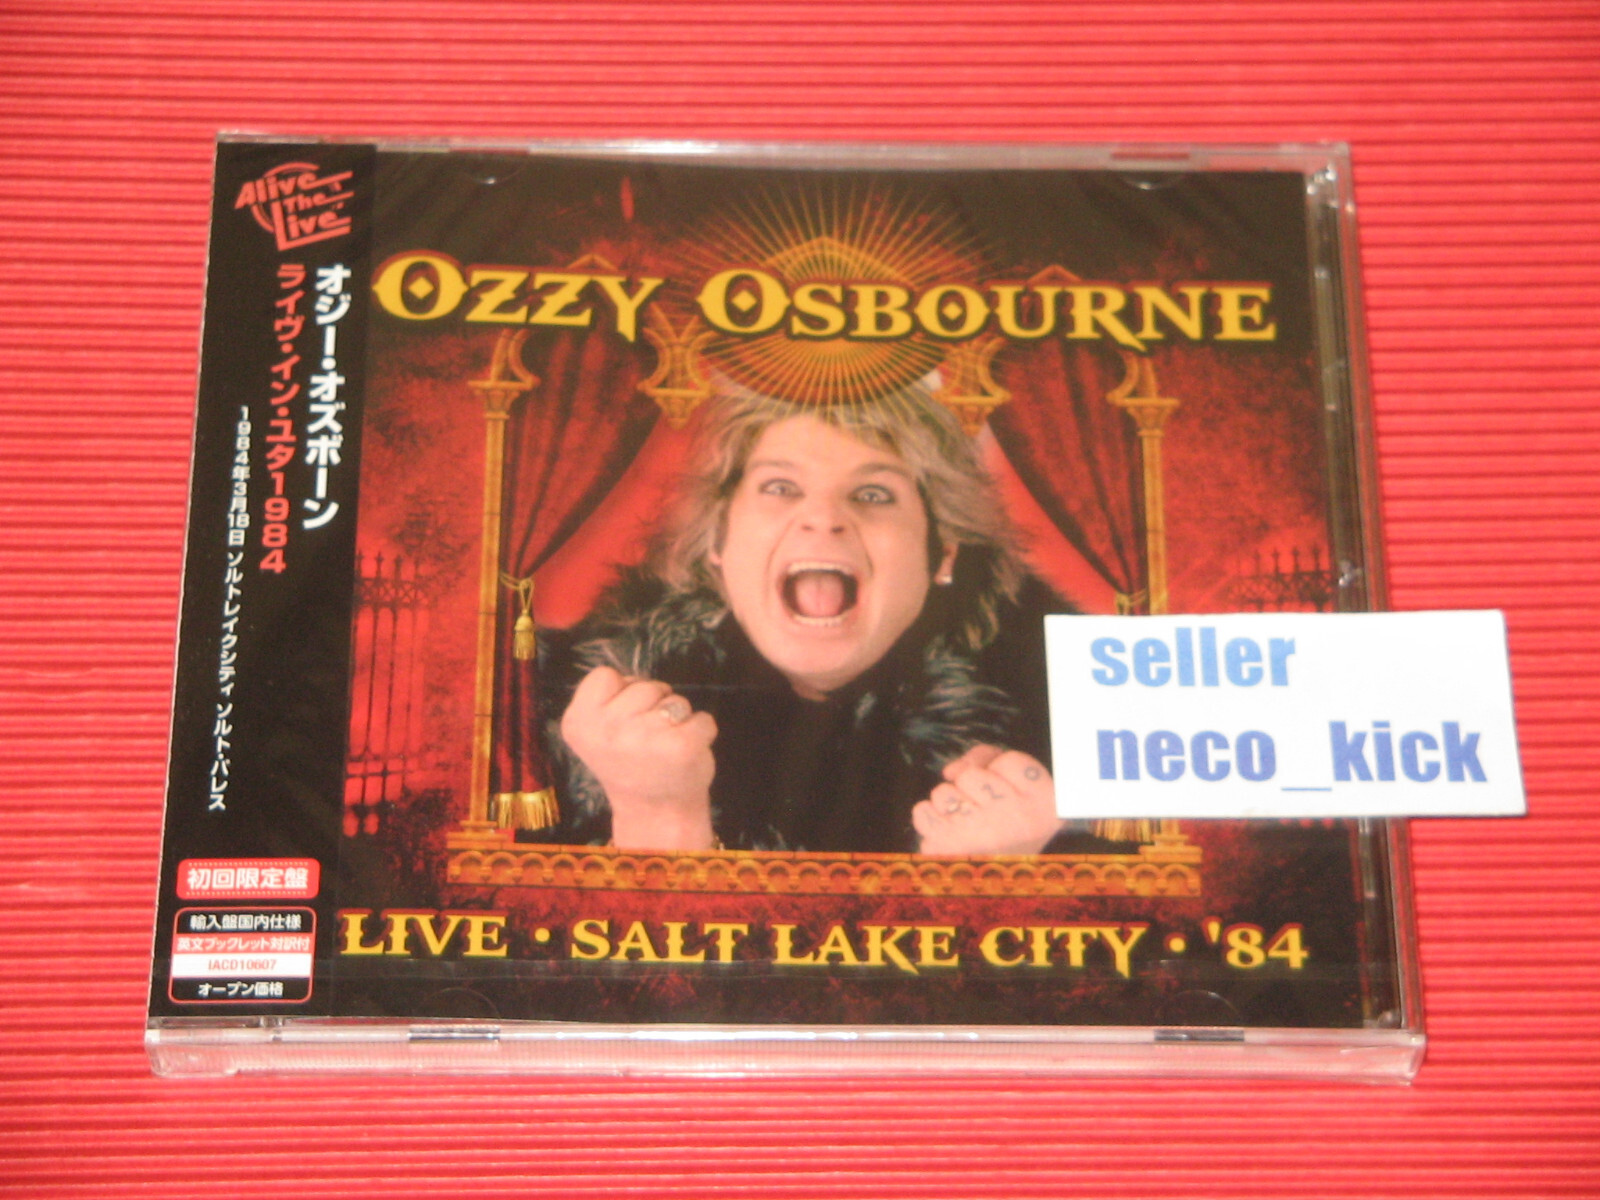 Alive
The
Live
オジー・オズボーン
ライヴ・イン・ユタ1984
1984年3月18日 ソルトレイクシティ ソルト・パレス
初回限定盤
輸入盤国内仕様
英文ブックレット対訳付
IACD10607
オープン価格
OZZY OSBOURNE
LIVE • SALT LAKE CITY • '84
seller
neco__kick